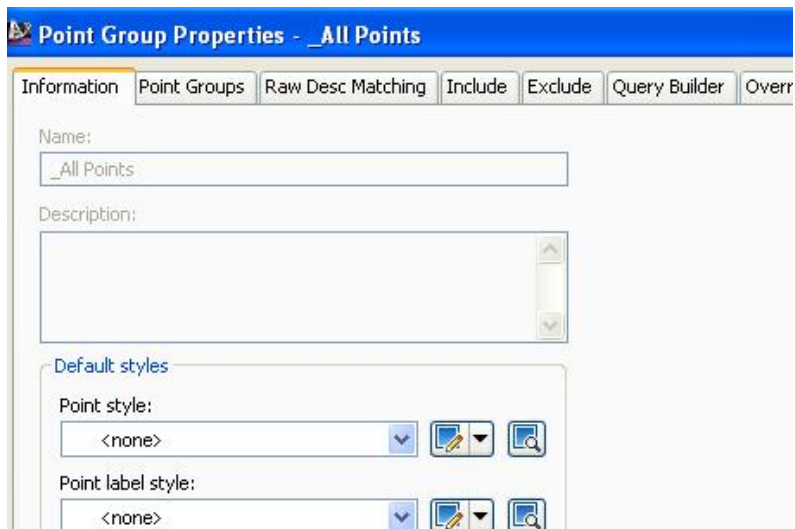 Point Group Properties - _All Points
Information Point Groups Raw Desc Matching Include Exclude Query Builder Overr
Name:
_All Points
Description:
Default styles
Point style:
<none>
Point label style:
<none>